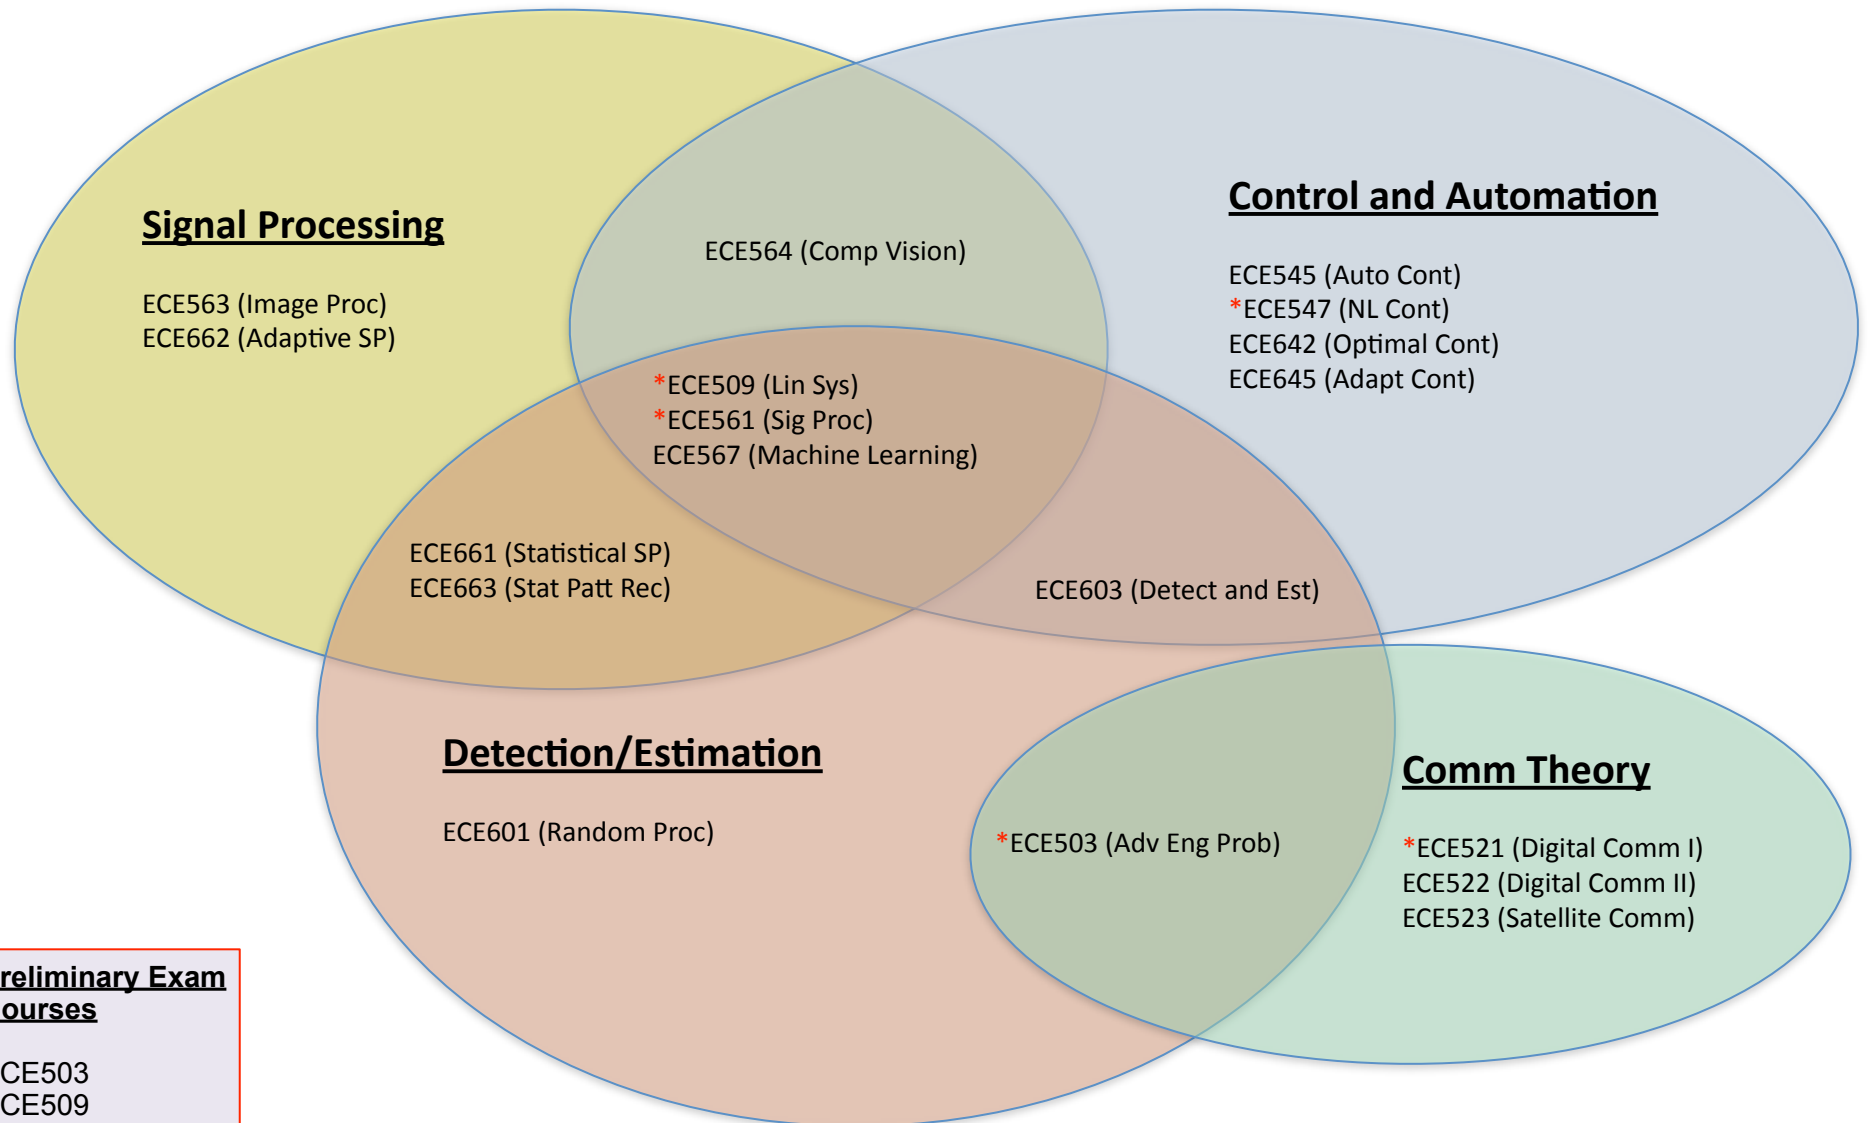 Signal Processing
ECE563 (Image Proc)
ECE662 (Adaptive SP)
ECE564 (Comp Vision)
Control and Automation
ECE545 (Auto Cont)
*ECE547 (NL Cont)
ECE642 (Optimal Cont)
ECE645 (Adapt Cont)
*ECE509 (Lin Sys)
*ECE561 (Sig Proc)
ECE567 (Machine Learning)
ECE661 (Statistical SP)
ECE663 (Stat Patt Rec)
ECE603 (Detect and Est)
Detection/Estimation
ECE601 (Random Proc)
*ECE503 (Adv Eng Prob)
Comm Theory
*ECE521 (Digital Comm I)
ECE522 (Digital Comm II)
ECE523 (Satellite Comm)
reliminary Exam
ourses
CE503
CE509